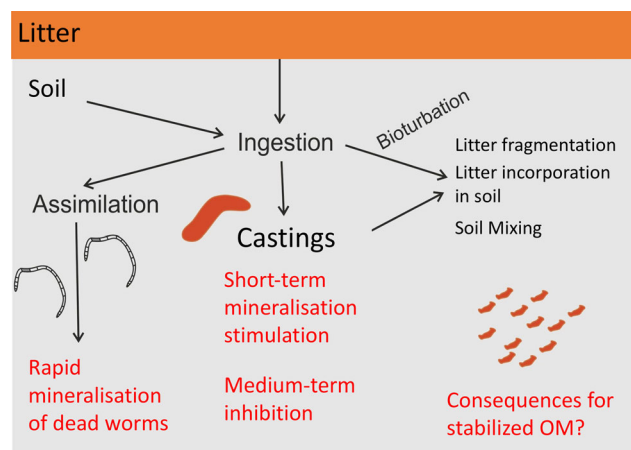 Litter
Soil
Ingestion
Bioturbation
Litter fragmentation
Litter incorporation
in soil
Soil Mixing
Assimilation
Castings
Short-term
mineralisation
stimulation
Medium-term
inhibition
Rapid
mineralisation
of dead worms
Consequences for
stabilized OM?